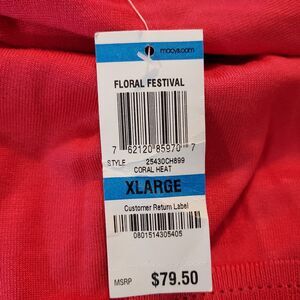 macys.com
FLORAL FESTIVAL
7 62120 85970 7
STYLE 25430CH899
CORAL HEAT
XLARGE
Customer Return Label
0801514305405
MSRP $79.50